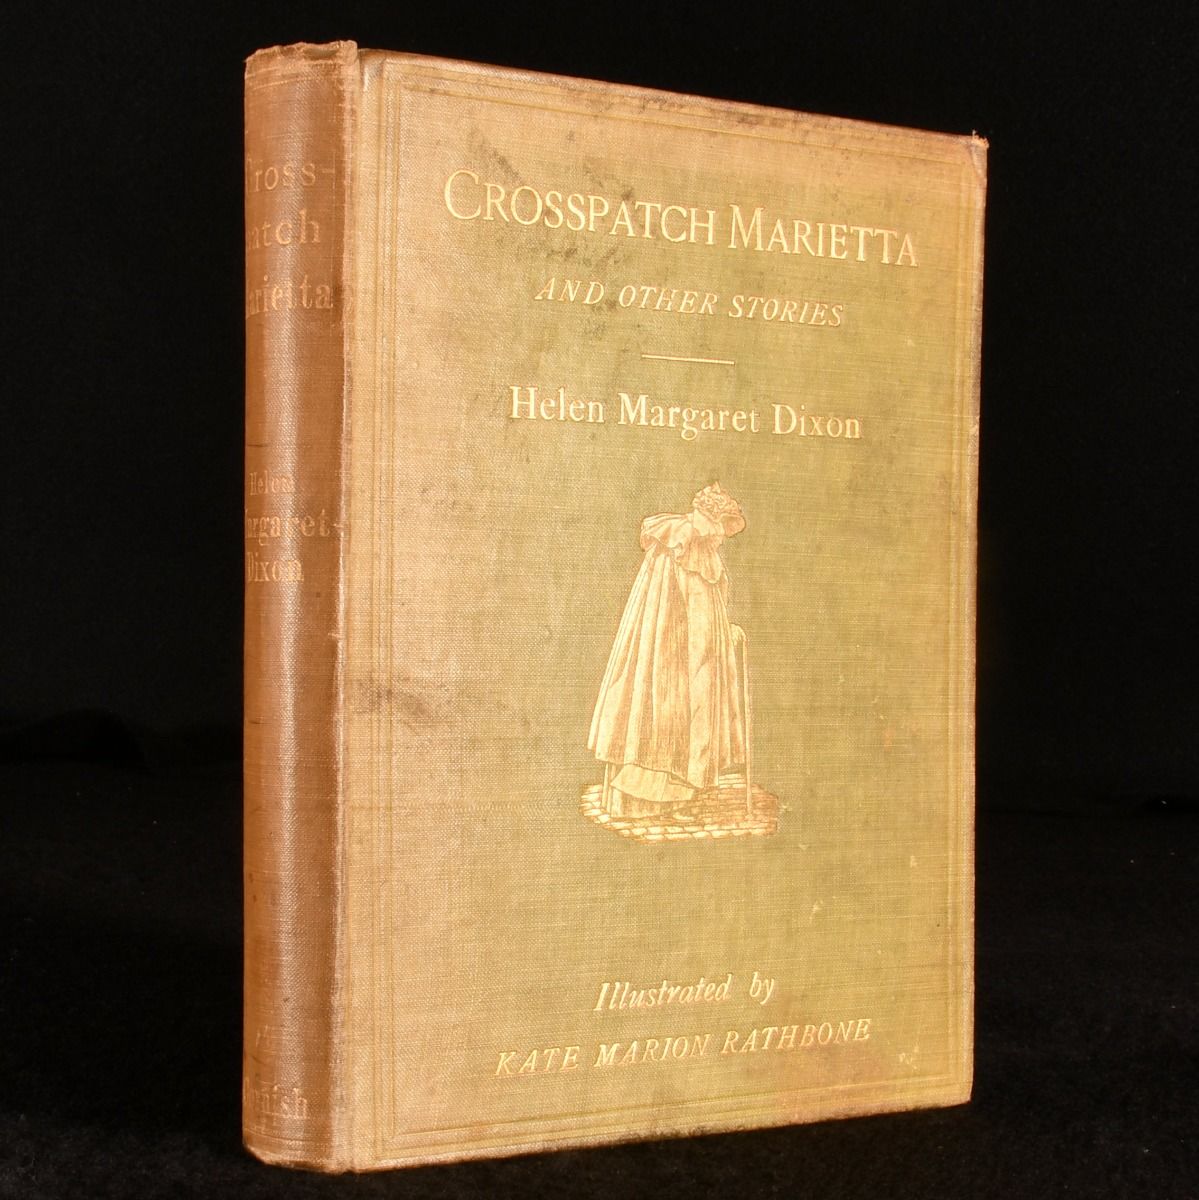 Cross-
patch
Marietta
Helen
Margaret
Dixon
CROSSPATCH MARIETTA
AND OTHER STORIES
Helen Margaret Dixon
Illustrated by
KATE MARION RATHBONE